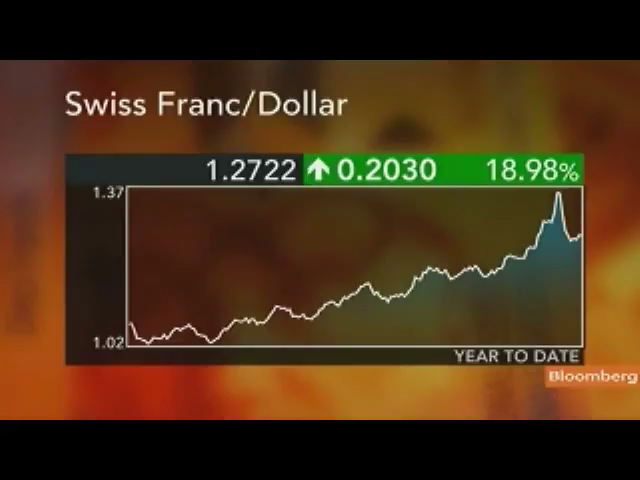 Swiss Franc/Dollar
1.2722 ↑ 0.2030 18.98%
1.37
1.02
YEAR TO DATE
Bloomberg